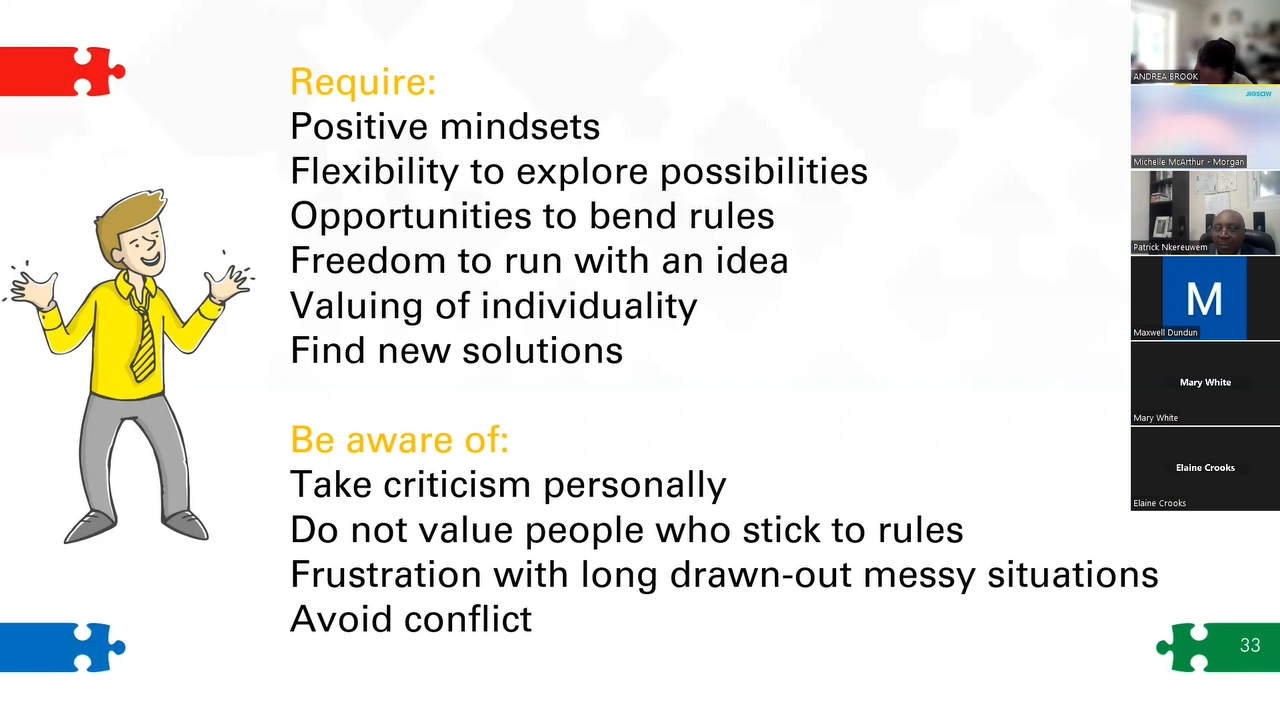 Require:
Positive mindsets
Flexibility to explore possibilities
Opportunities to bend rules
Freedom to run with an idea
Valuing of individuality
Find new solutions
Be aware of:
Take criticism personally
Do not value people who stick to rules
Frustration with long drawn-out messy situations
Avoid conflict
33
ANDREA BROOK
JIGSAW
Michelle McArthur - Morgan
Patrick Nkereuwem
M
Maxwell Dundun
Mary White
Mary White
Elaine Crooks
Elaine Crooks